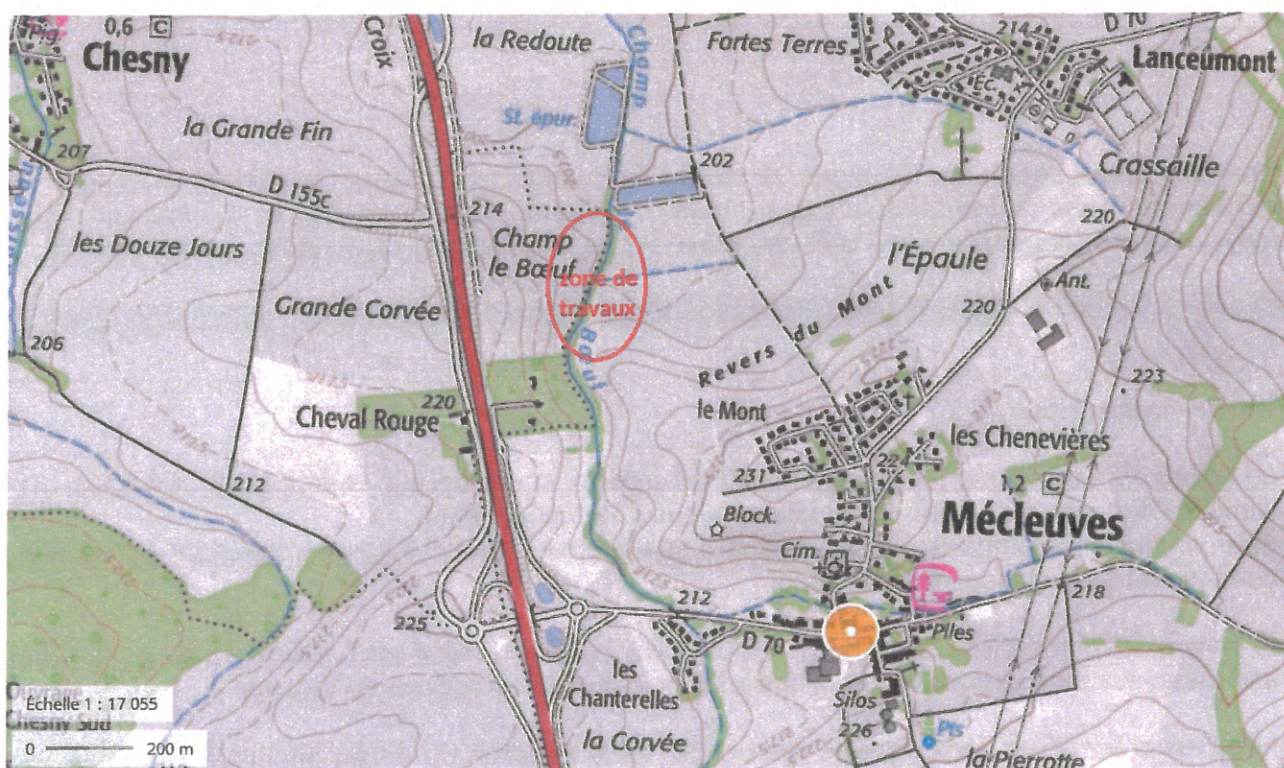 0,6 C
Chesny
Croix
la Redoute
Champ
Fortes Terres
214
D 70
Lanceumont
la Grande Fin
St. épur.
207
D 155c
202
Crassaille
214
220
les Douze Jours
Champ
le Bœuf
zone de
travaux
l'Épaule
Ant.
Grande Corvée
220
206
Bœuf
Revers du Mont
223
220
Cheval Rouge
le Mont
les Chenevières
231
1,2 C
212
Block.
Mécleuves
Cim.
212
218
225
D 70
Plles
les
Chanterelles
Silos
Échelle 1 : 17 055
Chesny Sud
la Corvée
226
Pts
0 200 m
la Pierrotte